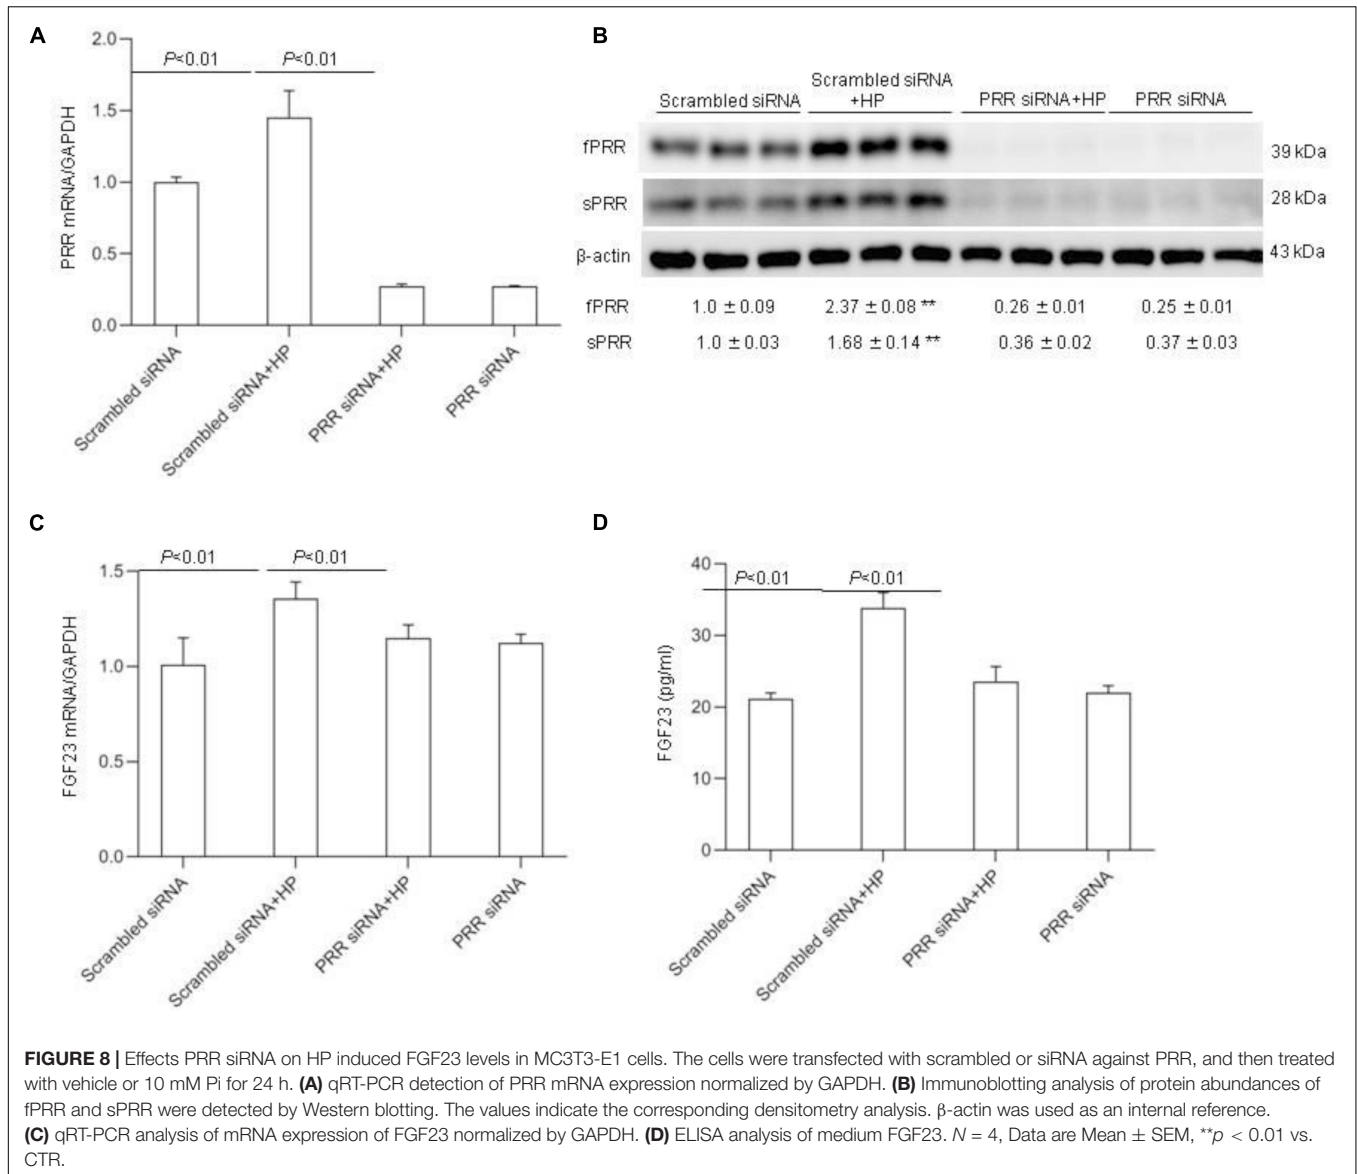 A
2.0
1.5
1.0
0.5
0.0
PRR mRNA/GAPDH
P<0.01 P<0.01
Scrambled siRNA
Scrambled siRNA+HP
PRR siRNA+HP
PRR siRNA
B
Scrambled siRNA
Scrambled siRNA
+HP
PRR siRNA+HP
PRR siRNA
fPRR 39 kDa
sPRR 28 kDa
β-actin 43 kDa
fPRR 1.0 ± 0.09 2.37 ± 0.08 ** 0.26 ± 0.01 0.25 ± 0.01
sPRR 1.0 ± 0.03 1.68 ± 0.14 ** 0.36 ± 0.02 0.37 ± 0.03
C
1.5
1.0
0.5
0.0
FGF23 mRNA/GAPDH
P<0.01 P<0.01
Scrambled siRNA
Scrambled siRNA+HP
PRR siRNA+HP
PRR siRNA
D
40
30
20
10
0
FGF23 (pg/ml)
P<0.01 P<0.01
Scrambled siRNA
Scrambled siRNA+HP
PRR siRNA+HP
PRR siRNA
FIGURE 8 | Effects PRR siRNA on HP induced FGF23 levels in MC3T3-E1 cells. The cells were transfected with scrambled or siRNA against PRR, and then treated
with vehicle or 10 mM Pi for 24 h. (A) qRT-PCR detection of PRR mRNA expression normalized by GAPDH. (B) Immunoblotting analysis of protein abundances of
fPRR and sPRR were detected by Western blotting. The values indicate the corresponding densitometry analysis. β-actin was used as an internal reference.
(C) qRT-PCR analysis of mRNA expression of FGF23 normalized by GAPDH. (D) ELISA analysis of medium FGF23. N = 4, Data are Mean ± SEM, **p < 0.01 vs.
CTR.